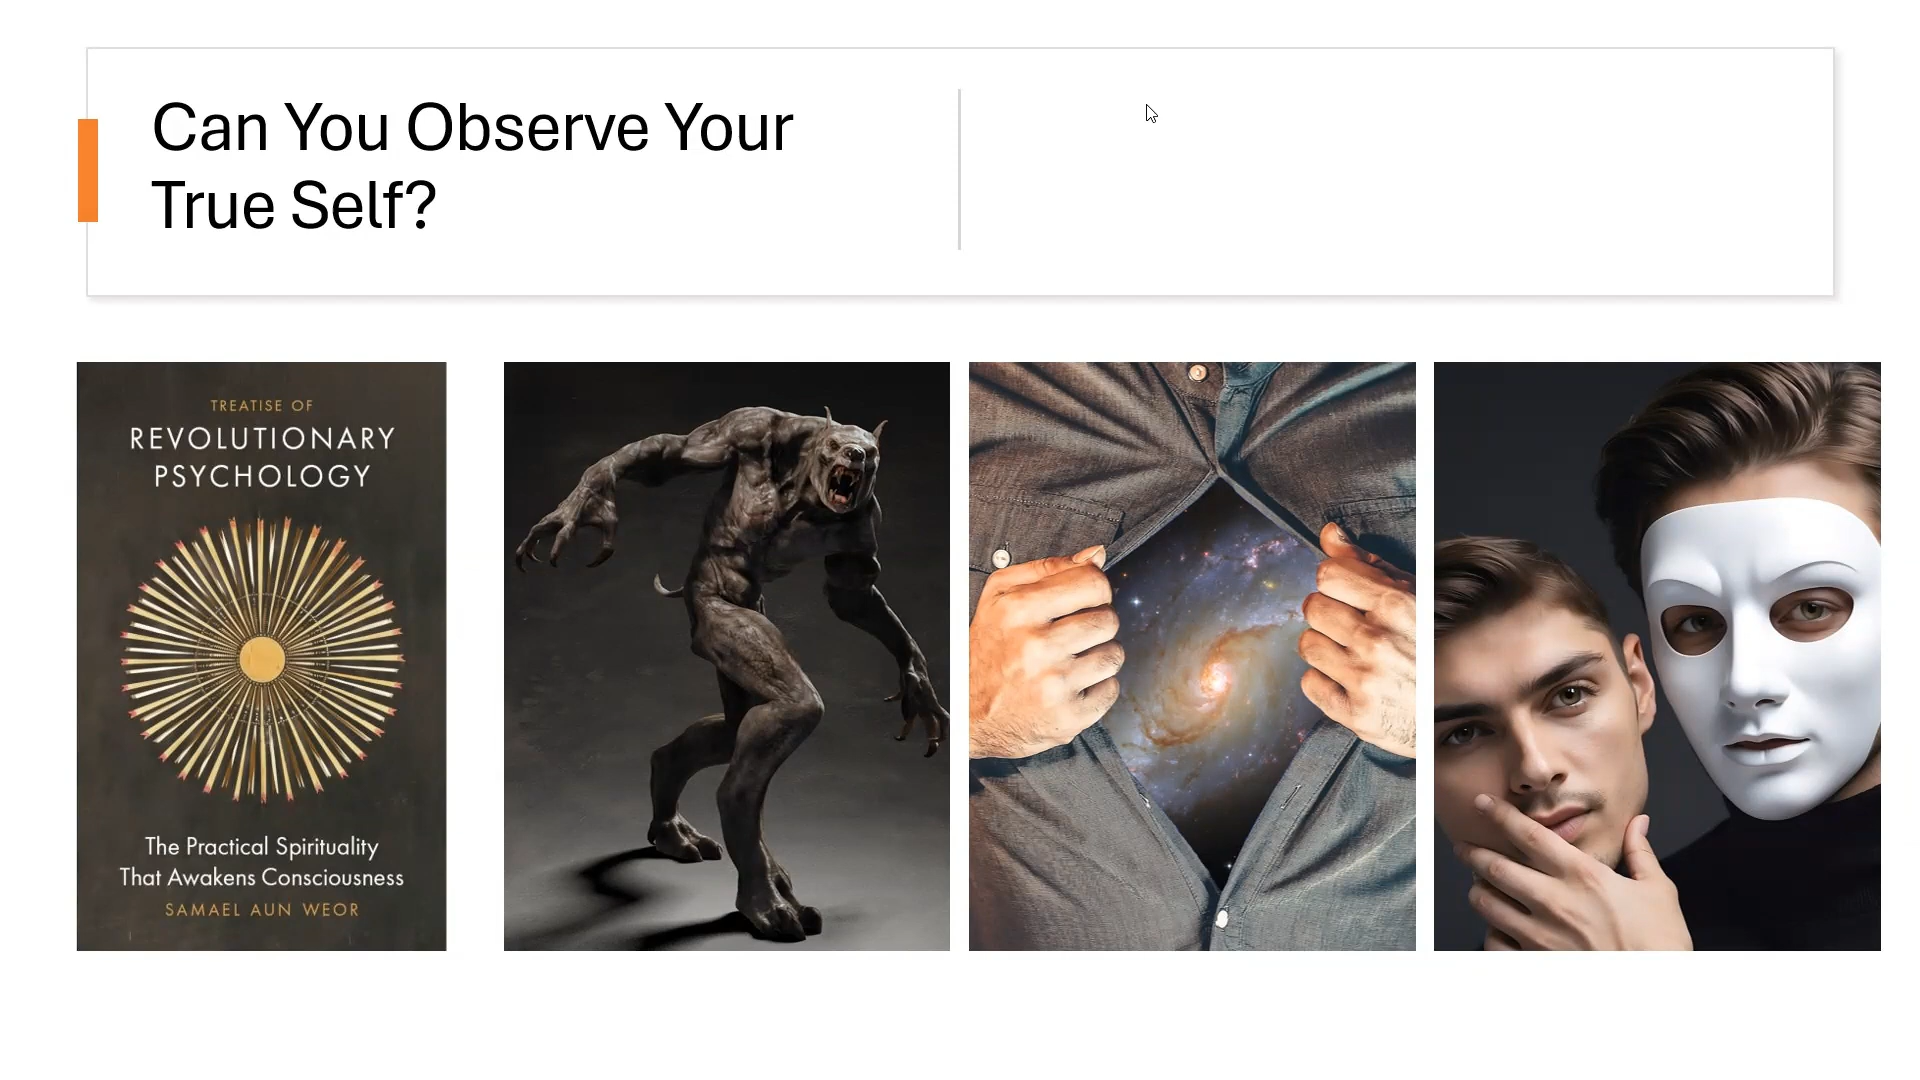 Can You Observe Your
True Self?
TREATISE OF
REVOLUTIONARY
PSYCHOLOGY
The Practical Spirituality
That Awakens Consciousness
SAMAEL AUN WEOR